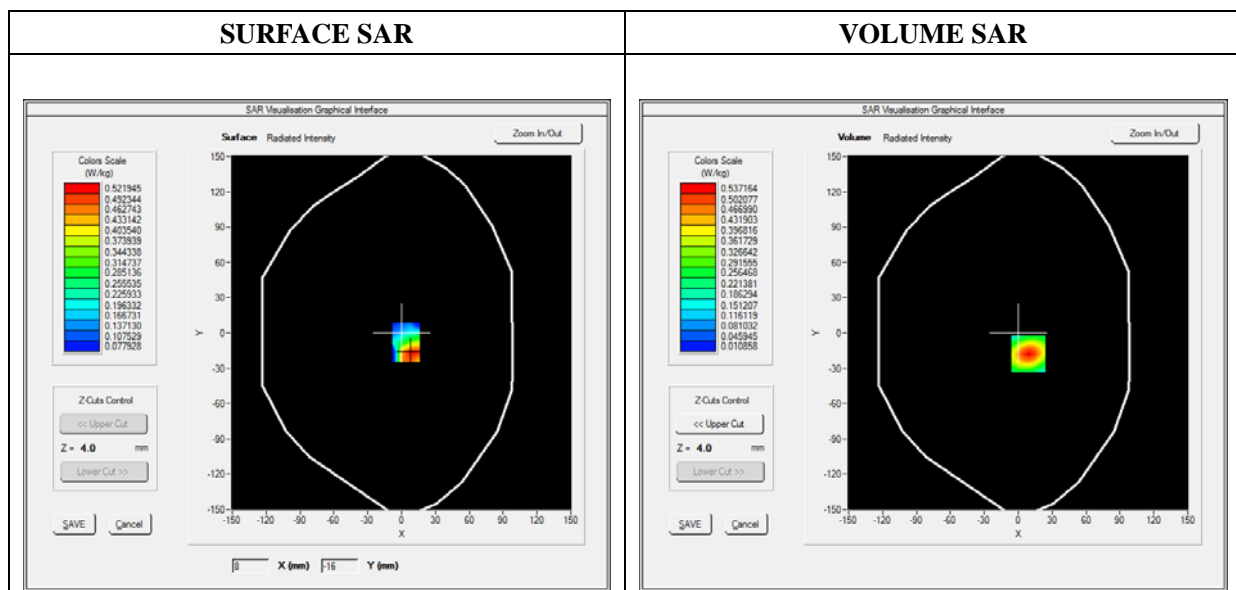 SURFACE SAR
VOLUME SAR
SAR Visualisation Graphical Interface
Surface Radiated Intensity
Zoom In/Out
Colors Scale
(W/kg)
0.521945
0.492344
0.462743
0.433142
0.403540
0.373939
0.344338
0.314737
0.285136
0.255535
0.225933
0.196332
0.166731
0.137130
0.107529
0.077928
Z-Cuts Control
<< Upper Cut
Z = 4.0 mm
Lower Cut >>
SAVE Cancel
150
120
90
60
30
0
-30
-60
-90
-120
-150
Y
-150 -120 -90 -60 -30 0 30 60 90 120 150
X
8 X (mm) -16 Y (mm)
SAR Visualisation Graphical Interface
Volume Radiated Intensity
Zoom In/Out
Colors Scale
(W/kg)
0.537164
0.502077
0.466990
0.431903
0.396816
0.361729
0.326642
0.291555
0.256468
0.221381
0.186294
0.151207
0.116119
0.081032
0.045945
0.010858
Z-Cuts Control
<< Upper Cut
Z = 4.0 mm
Lower Cut >>
SAVE Cancel
150
120
90
60
30
0
-30
-60
-90
-120
-150
Y
-150 -120 -90 -60 -30 0 30 60 90 120 150
X